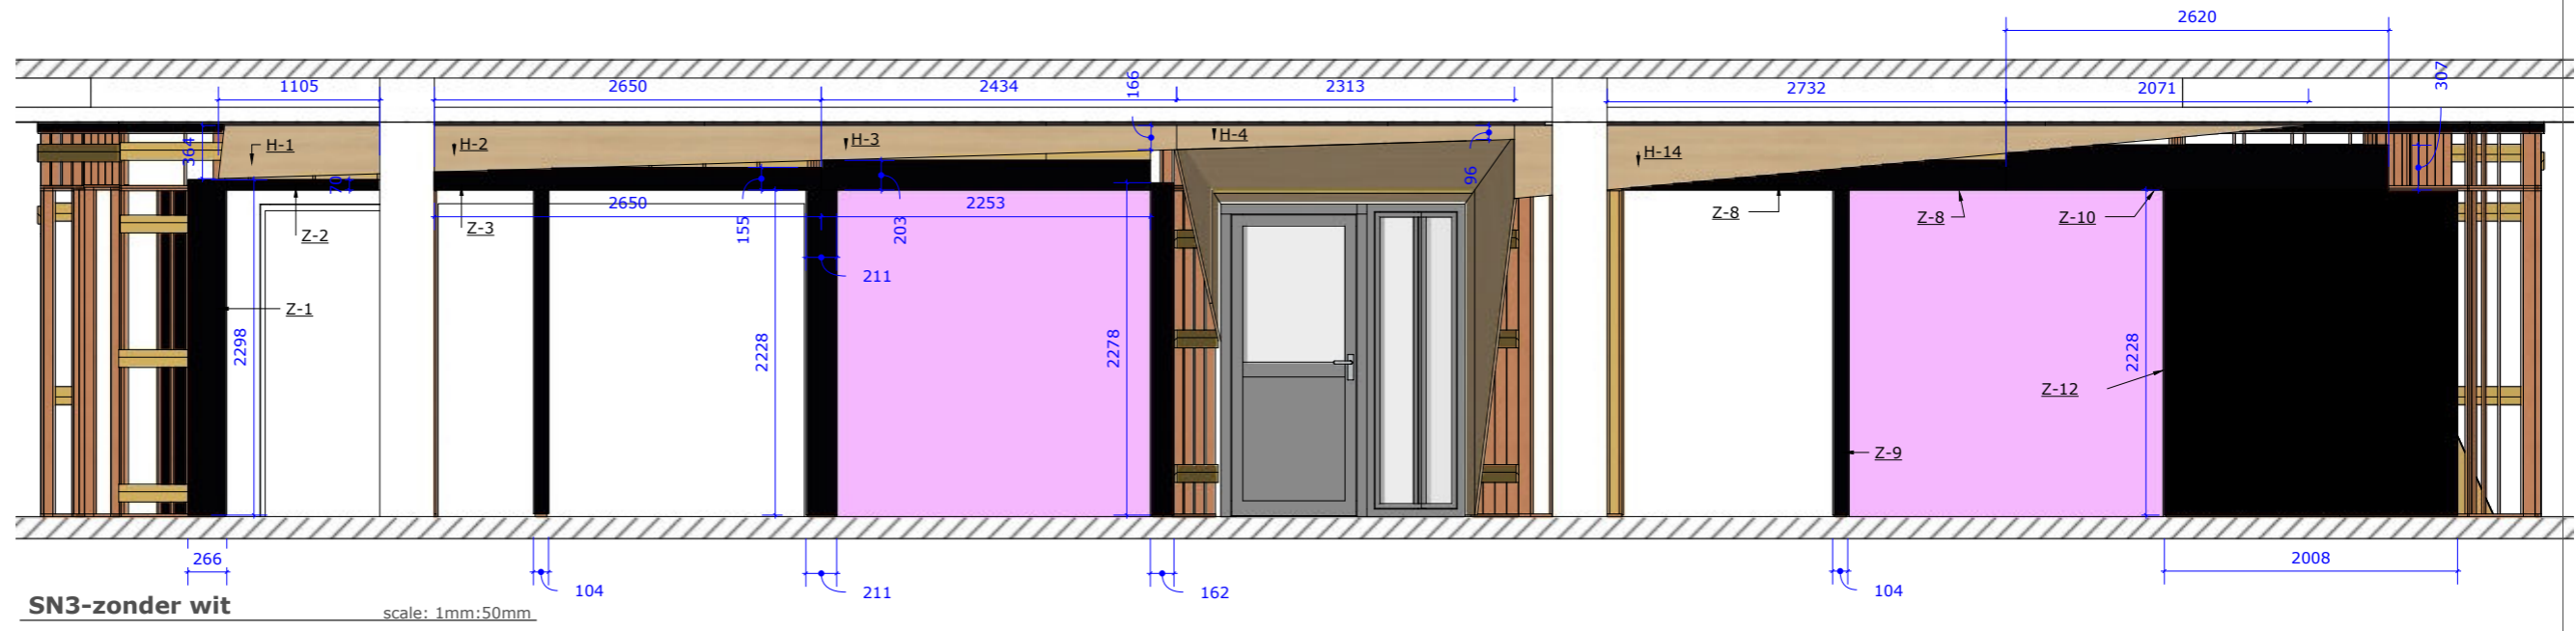 2620
1105 2650 2434 166 2313 2732 2071 307
364 H-1 H-2 H-3 H-4 H-14
70 96
2650 2253 Z-8 Z-8 Z-10
Z-2 Z-3 155 203
211
Z-1
2298 2228 2278 2228
Z-12
Z-9
266 104 211 162 104 2008
SN3-zonder wit scale: 1mm:50mm